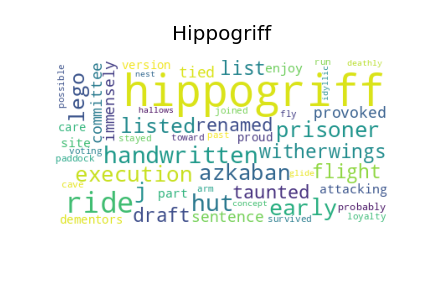 Hippogriff
possible
lego
committee
immensely
version
nest
tied
list
enjoy
run
deathly
idyllic
hippogriff
hallows
joined
fly
provoked
care
listed
renamed
prisoner
site
voting
stayed
toward
past
proud
paddock
handwritten
witherwings
cave
execution
azkaban
glide
flight
ride
j
part
arm
taunted
attacking
hut
concept
early
probably
dementors
draft
sentence
survived
loyalty